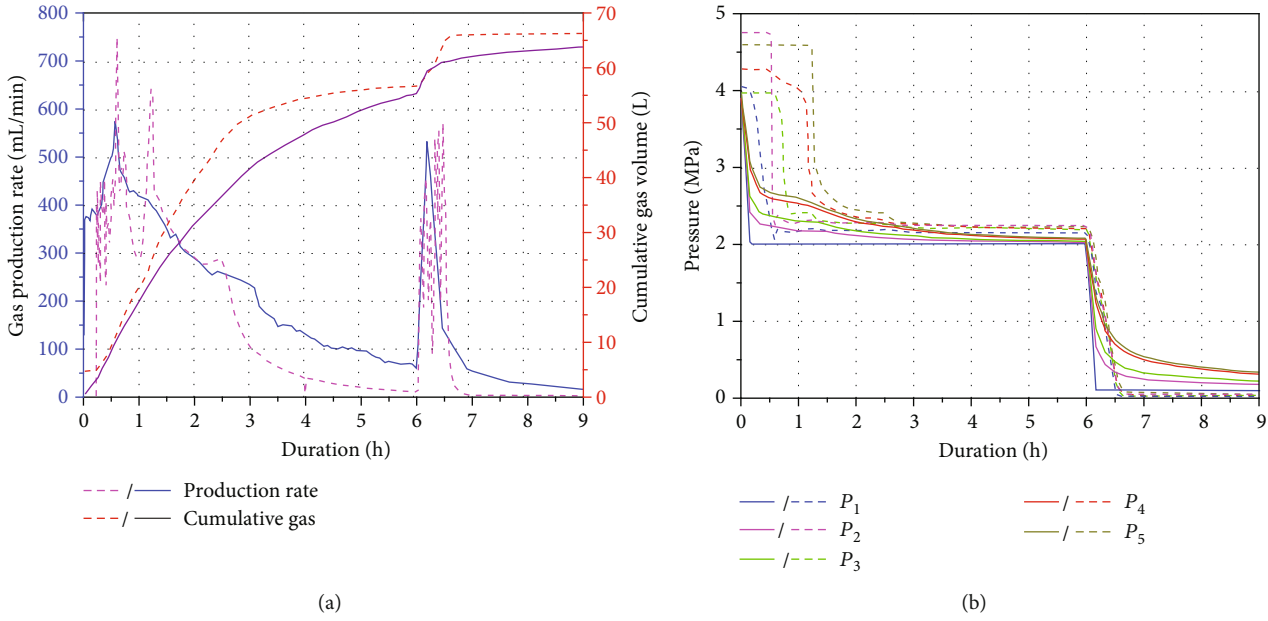 800
700
600
500
400
300
200
100
0
Gas production rate (mL/min)
70
60
50
40
30
20
10
0
Cumulative gas volume (L)
0 1 2 3 4 5 6 7 8 9
Duration (h)
/ Production rate
/ Cumulative gas
(a)
5
4
3
2
1
0
Pressure (MPa)
0 1 2 3 4 5 6 7 8 9
Duration (h)
/ P1
/ P2
/ P3
/ P4
/ P5
(b)